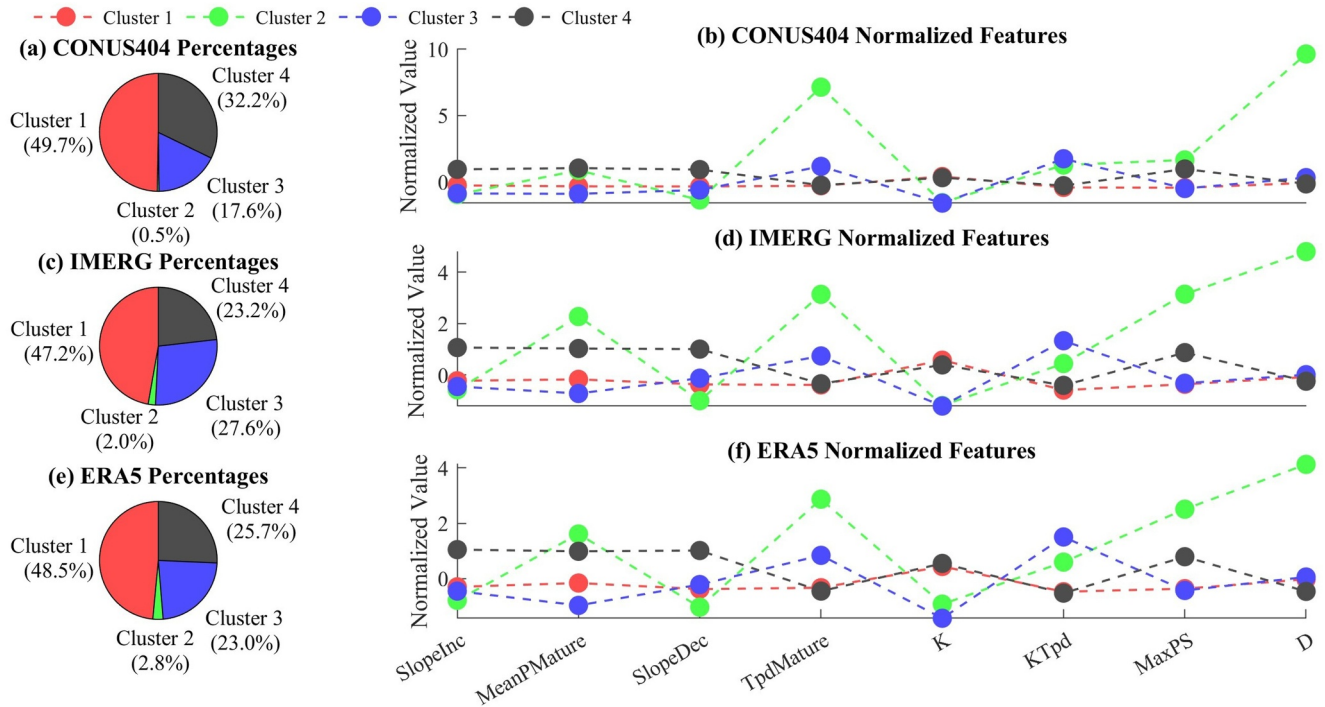 Cluster 1 Cluster 2 Cluster 3 Cluster 4
(a) CONUS404 Percentages
Cluster 4
(32.2%)
Cluster 1
(49.7%)
Cluster 3
(17.6%)
Cluster 2
(0.5%)
(b) CONUS404 Normalized Features
Normalized Value
10
5
0
(c) IMERG Percentages
Cluster 4
(23.2%)
Cluster 1
(47.2%)
Cluster 2
(2.0%)
Cluster 3
(27.6%)
(d) IMERG Normalized Features
Normalized Value
4
2
0
(e) ERA5 Percentages
Cluster 4
(25.7%)
Cluster 1
(48.5%)
Cluster 3
(23.0%)
Cluster 2
(2.8%)
(f) ERA5 Normalized Features
Normalized Value
4
2
0
SlopeInc
MeanPMature
SlopeDec
TpdMature
K
KTpd
MaxPS
D